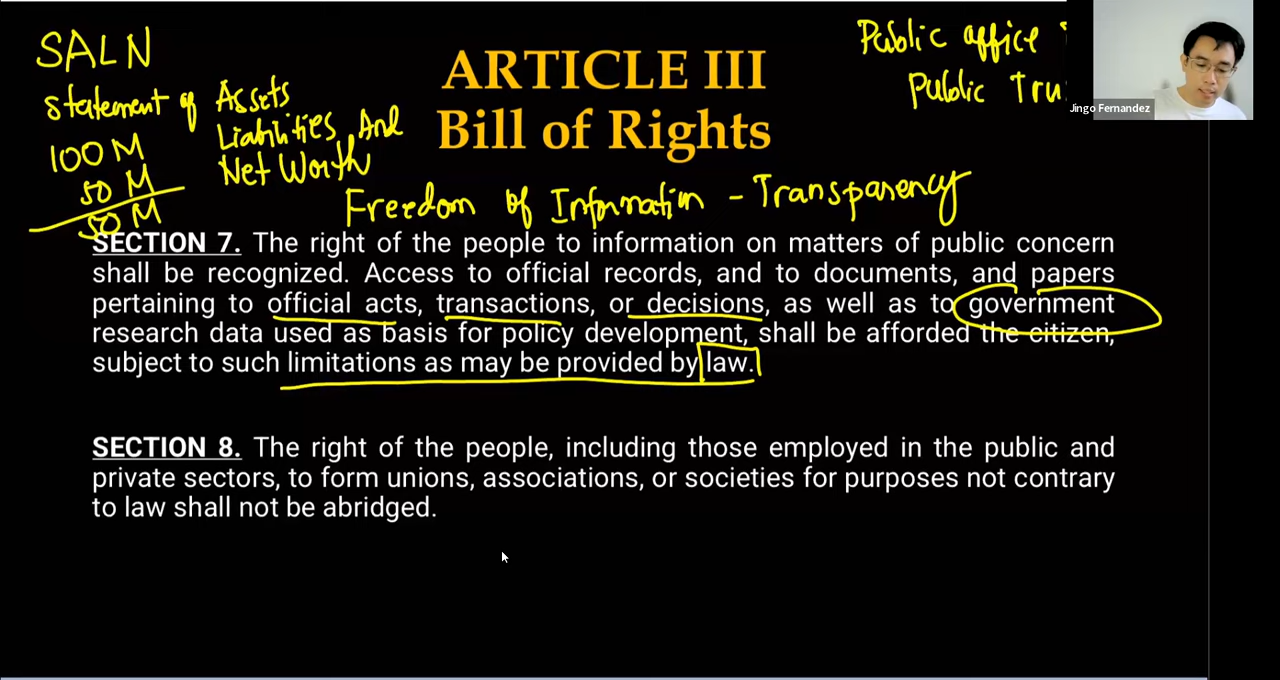 SALN
Statement of Assets
Liabilities And
Net Worth
100 M
50 M
50 M
Public office
Public
Jingo Fernandez
ARTICLE III
Bill of Rights
Freedom of Information - Transparency
SECTION 7. The right of the people to information on matters of public concern
shall be recognized. Access to official records, and to documents, and papers
pertaining to official acts, transactions, or decisions, as well as to government
research data used as basis for policy development, shall be afforded the citizen,
subject to such limitations as may be provided by law.
SECTION 8. The right of the people, including those employed in the public and
private sectors, to form unions, associations, or societies for purposes not contrary
to law shall not be abridged.